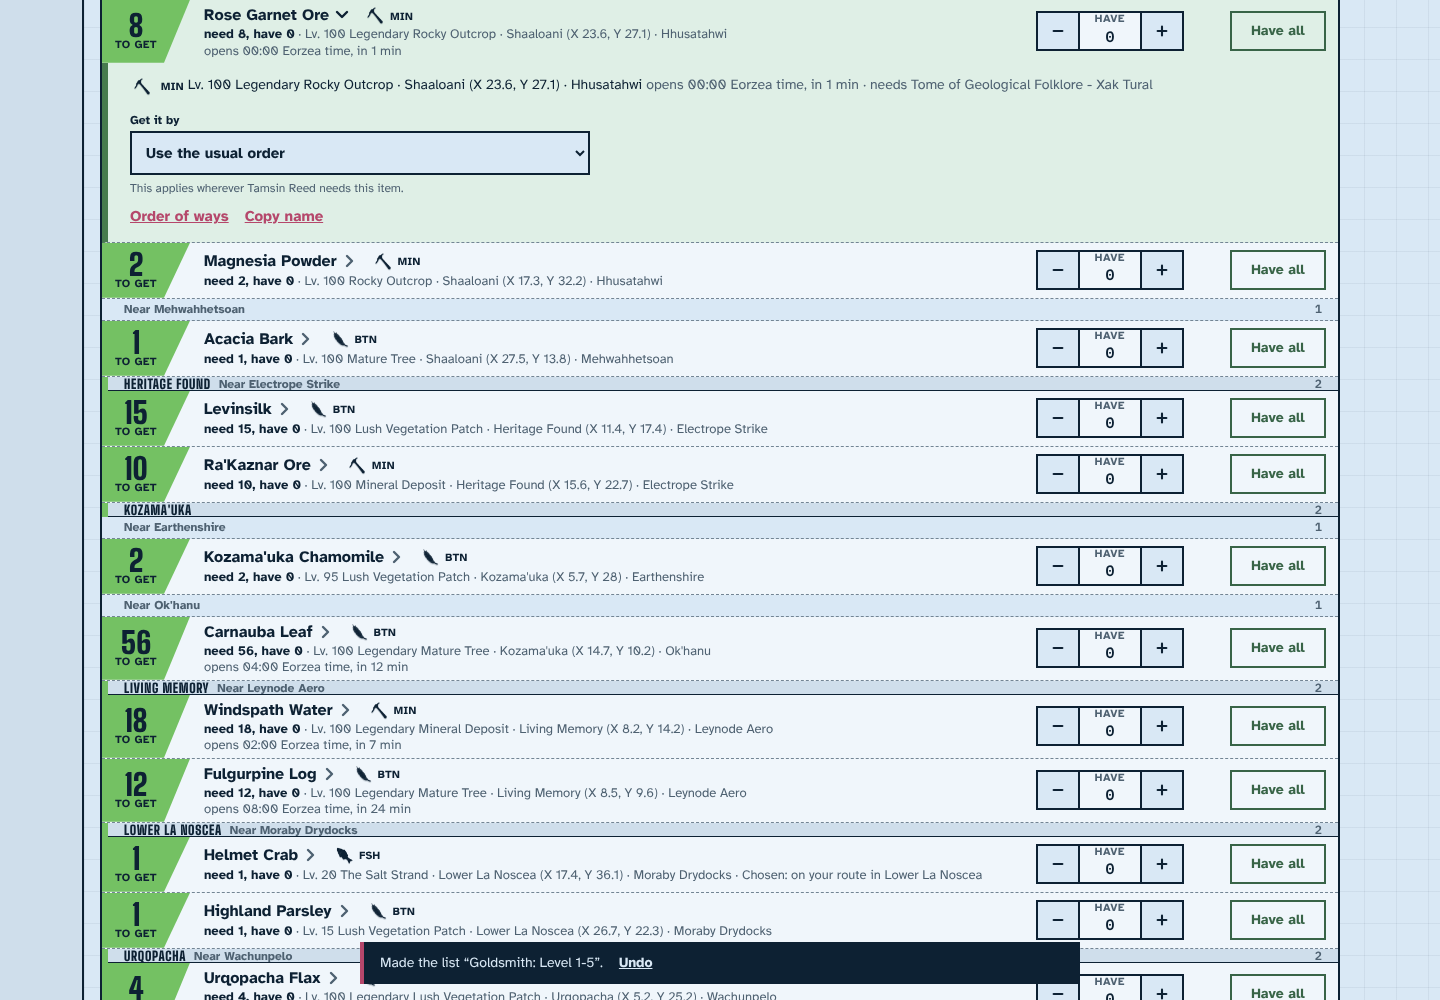 8
TO GET
Rose Garnet Ore MIN
need 8, have 0 · Lv. 100 Legendary Rocky Outcrop · Shaaloani (X 23.6, Y 27.1) · Hhusatahwi
opens 00:00 Eorzea time, in 1 min
HAVE
− 0 +
Have all
MIN Lv. 100 Legendary Rocky Outcrop · Shaaloani (X 23.6, Y 27.1) · Hhusatahwi opens 00:00 Eorzea time, in 1 min · needs Tome of Geological Folklore - Xak Tural
Get it by
Use the usual order
This applies wherever Tamsin Reed needs this item.
Order of ways Copy name
2
TO GET
Magnesia Powder MIN
need 2, have 0 · Lv. 100 Rocky Outcrop · Shaaloani (X 17.3, Y 32.2) · Hhusatahwi
HAVE
− 0 +
Have all
Near Mehwahhetsoan 1
1
TO GET
Acacia Bark BTN
need 1, have 0 · Lv. 100 Mature Tree · Shaaloani (X 27.5, Y 13.8) · Mehwahhetsoan
HAVE
− 0 +
Have all
HERITAGE FOUND Near Electrope Strike 2
15
TO GET
Levinsilk BTN
need 15, have 0 · Lv. 100 Lush Vegetation Patch · Heritage Found (X 11.4, Y 17.4) · Electrope Strike
HAVE
− 0 +
Have all
10
TO GET
Ra'Kaznar Ore MIN
need 10, have 0 · Lv. 100 Mineral Deposit · Heritage Found (X 15.6, Y 22.7) · Electrope Strike
HAVE
− 0 +
Have all
KOZAMA'UKA 2
Near Earthenshire 1
2
TO GET
Kozama'uka Chamomile BTN
need 2, have 0 · Lv. 95 Lush Vegetation Patch · Kozama'uka (X 5.7, Y 28) · Earthenshire
HAVE
− 0 +
Have all
Near Ok'hanu 1
56
TO GET
Carnauba Leaf BTN
need 56, have 0 · Lv. 100 Legendary Mature Tree · Kozama'uka (X 14.7, Y 10.2) · Ok'hanu
opens 04:00 Eorzea time, in 12 min
HAVE
− 0 +
Have all
LIVING MEMORY Near Leynode Aero 2
18
TO GET
Windspath Water MIN
need 18, have 0 · Lv. 100 Legendary Mineral Deposit · Living Memory (X 8.2, Y 14.2) · Leynode Aero
opens 02:00 Eorzea time, in 7 min
HAVE
− 0 +
Have all
12
TO GET
Fulgurpine Log BTN
need 12, have 0 · Lv. 100 Legendary Mature Tree · Living Memory (X 8.5, Y 9.6) · Leynode Aero
opens 08:00 Eorzea time, in 24 min
HAVE
− 0 +
Have all
LOWER LA NOSCEA Near Moraby Drydocks 2
1
TO GET
Helmet Crab FSH
need 1, have 0 · Lv. 20 The Salt Strand · Lower La Noscea (X 17.4, Y 36.1) · Moraby Drydocks · Chosen: on your route in Lower La Noscea
HAVE
− 0 +
Have all
1
TO GET
Highland Parsley BTN
need 1, have 0 · Lv. 15 Lush Vegetation Patch · Lower La Noscea (X 26.7, Y 22.3) · Moraby Drydocks
HAVE
− 0 +
Have all
URQOPACHA Near Wachunpelo 2
Made the list “Goldsmith: Level 1-5”. Undo
4
Urqopacha Flax
need 4, have 0 · Lv. 100 Legendary Lush Vegetation Patch · Urqopacha (X 5.2, Y 25.2) · Wachunpelo
HAVE
− 0 +
Have all